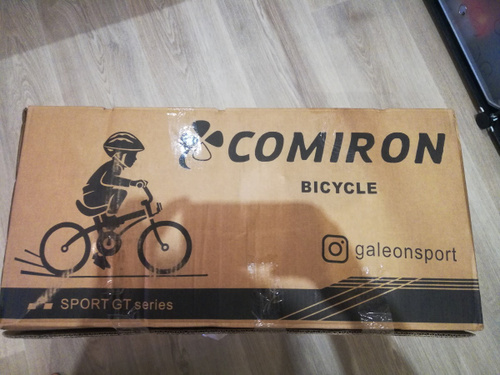 COMIRON
BICYCLE
galeonsport
SPORT GT series